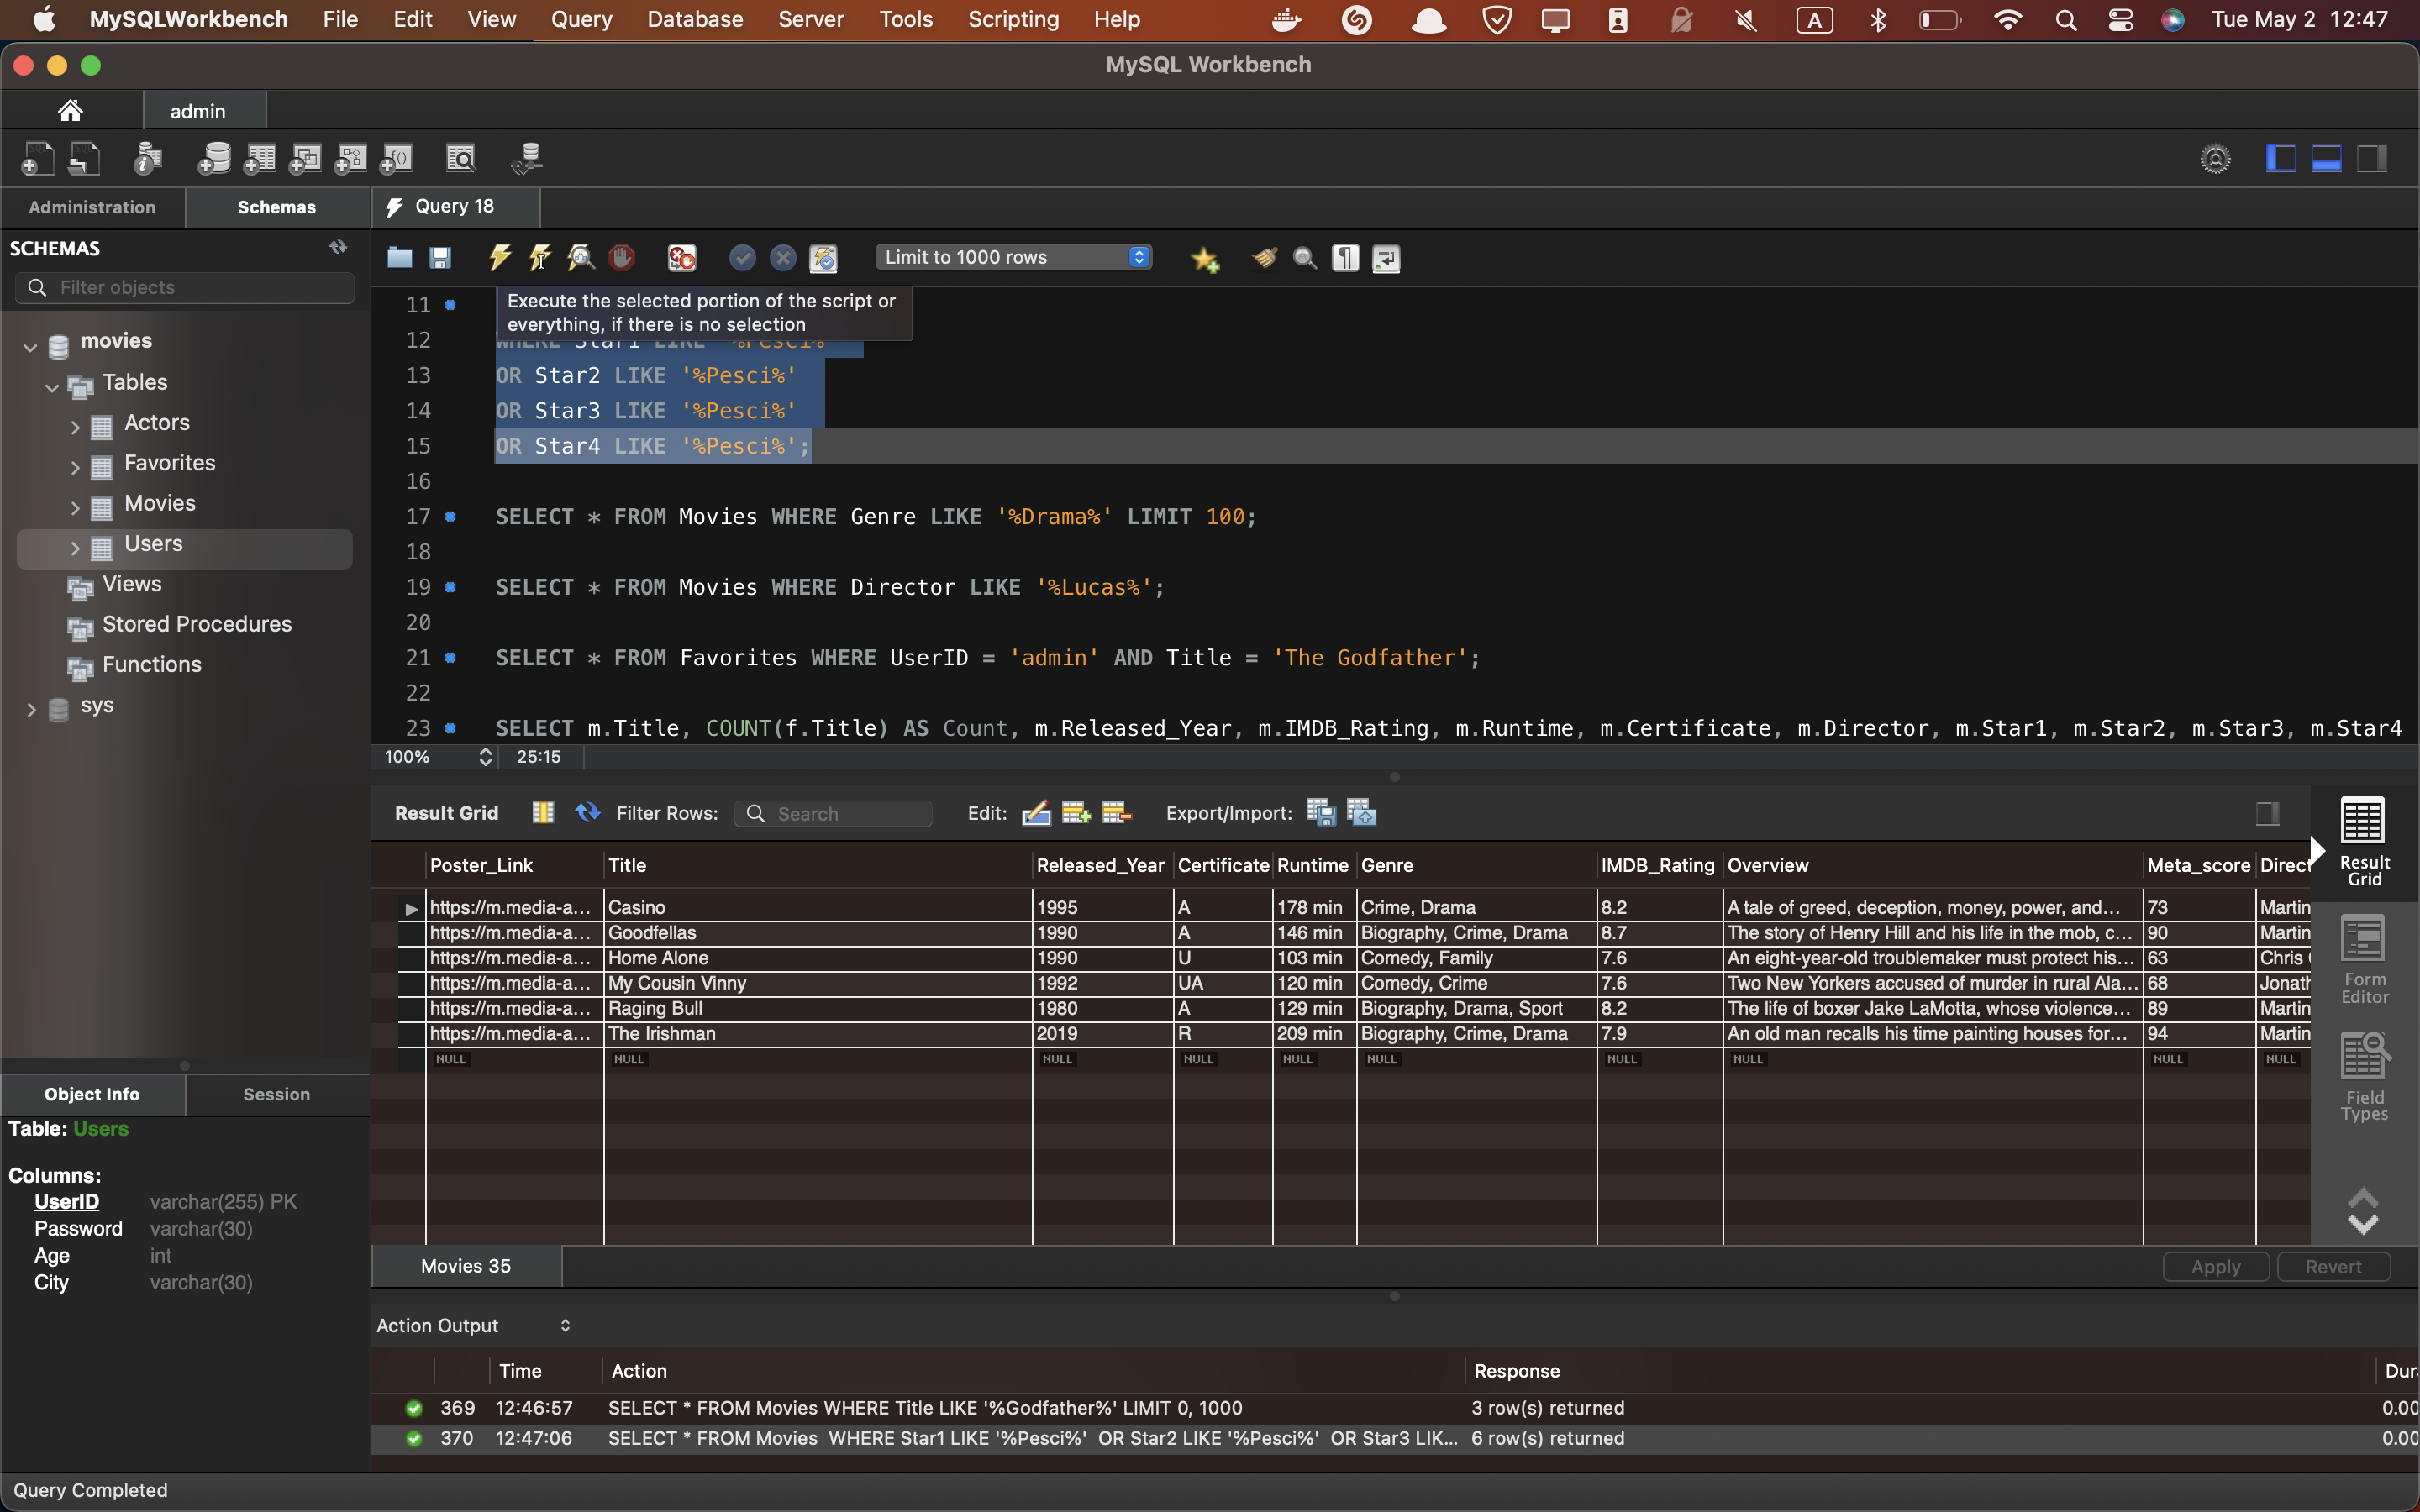 MySQLWorkbench File Edit View Query Database Server Tools Scripting Help A Tue May 2 12:47
MySQL Workbench
admin
Administration Schemas Query 18
SCHEMAS
Filter objects
movies
Tables
Actors
Favorites
Movies
Users
Views
Stored Procedures
Functions
sys
Limit to 1000 rows
Execute the selected portion of the script or
everything, if there is no selection
11
12 WHERE Star1 LIKE '%Pesci%'
13 OR Star2 LIKE '%Pesci%'
14 OR Star3 LIKE '%Pesci%'
15 OR Star4 LIKE '%Pesci%';
16
17 SELECT * FROM Movies WHERE Genre LIKE '%Drama%' LIMIT 100;
18
19 SELECT * FROM Movies WHERE Director LIKE '%Lucas%';
20
21 SELECT * FROM Favorites WHERE UserID = 'admin' AND Title = 'The Godfather';
22
23 SELECT m.Title, COUNT(f.Title) AS Count, m.Released_Year, m.IMDB_Rating, m.Runtime, m.Certificate, m.Director, m.Star1, m.Star2, m.Star3, m.Star4
100% 25:15
Result Grid Filter Rows: Search Edit: Export/Import:
Poster_Link Title Released_Year Certificate Runtime Genre IMDB_Rating Overview Meta_score Direct
https://m.media-a... Casino 1995 A 178 min Crime, Drama 8.2 A tale of greed, deception, money, power, and... 73 Martin
https://m.media-a... Goodfellas 1990 A 146 min Biography, Crime, Drama 8.7 The story of Henry Hill and his life in the mob, c... 90 Martin
https://m.media-a... Home Alone 1990 U 103 min Comedy, Family 7.6 An eight-year-old troublemaker must protect his... 63 Chris
https://m.media-a... My Cousin Vinny 1992 UA 120 min Comedy, Crime 7.6 Two New Yorkers accused of murder in rural Ala... 68 Jonath
https://m.media-a... Raging Bull 1980 A 129 min Biography, Drama, Sport 8.2 The life of boxer Jake LaMotta, whose violence... 89 Martin
https://m.media-a... The Irishman 2019 R 209 min Biography, Crime, Drama 7.9 An old man recalls his time painting houses for... 94 Martin
NULL NULL NULL NULL NULL NULL NULL NULL NULL NULL
Result
Grid
Form
Editor
Field
Types
Object Info Session
Table: Users
Columns:
UserID varchar(255) PK
Password varchar(30)
Age int
City varchar(30)
Movies 35 Apply Revert
Action Output
Time Action Response Dur
369 12:46:57 SELECT * FROM Movies WHERE Title LIKE '%Godfather%' LIMIT 0, 1000 3 row(s) returned 0.00
370 12:47:06 SELECT * FROM Movies WHERE Star1 LIKE '%Pesci%' OR Star2 LIKE '%Pesci%' OR Star3 LIK... 6 row(s) returned 0.00
Query Completed